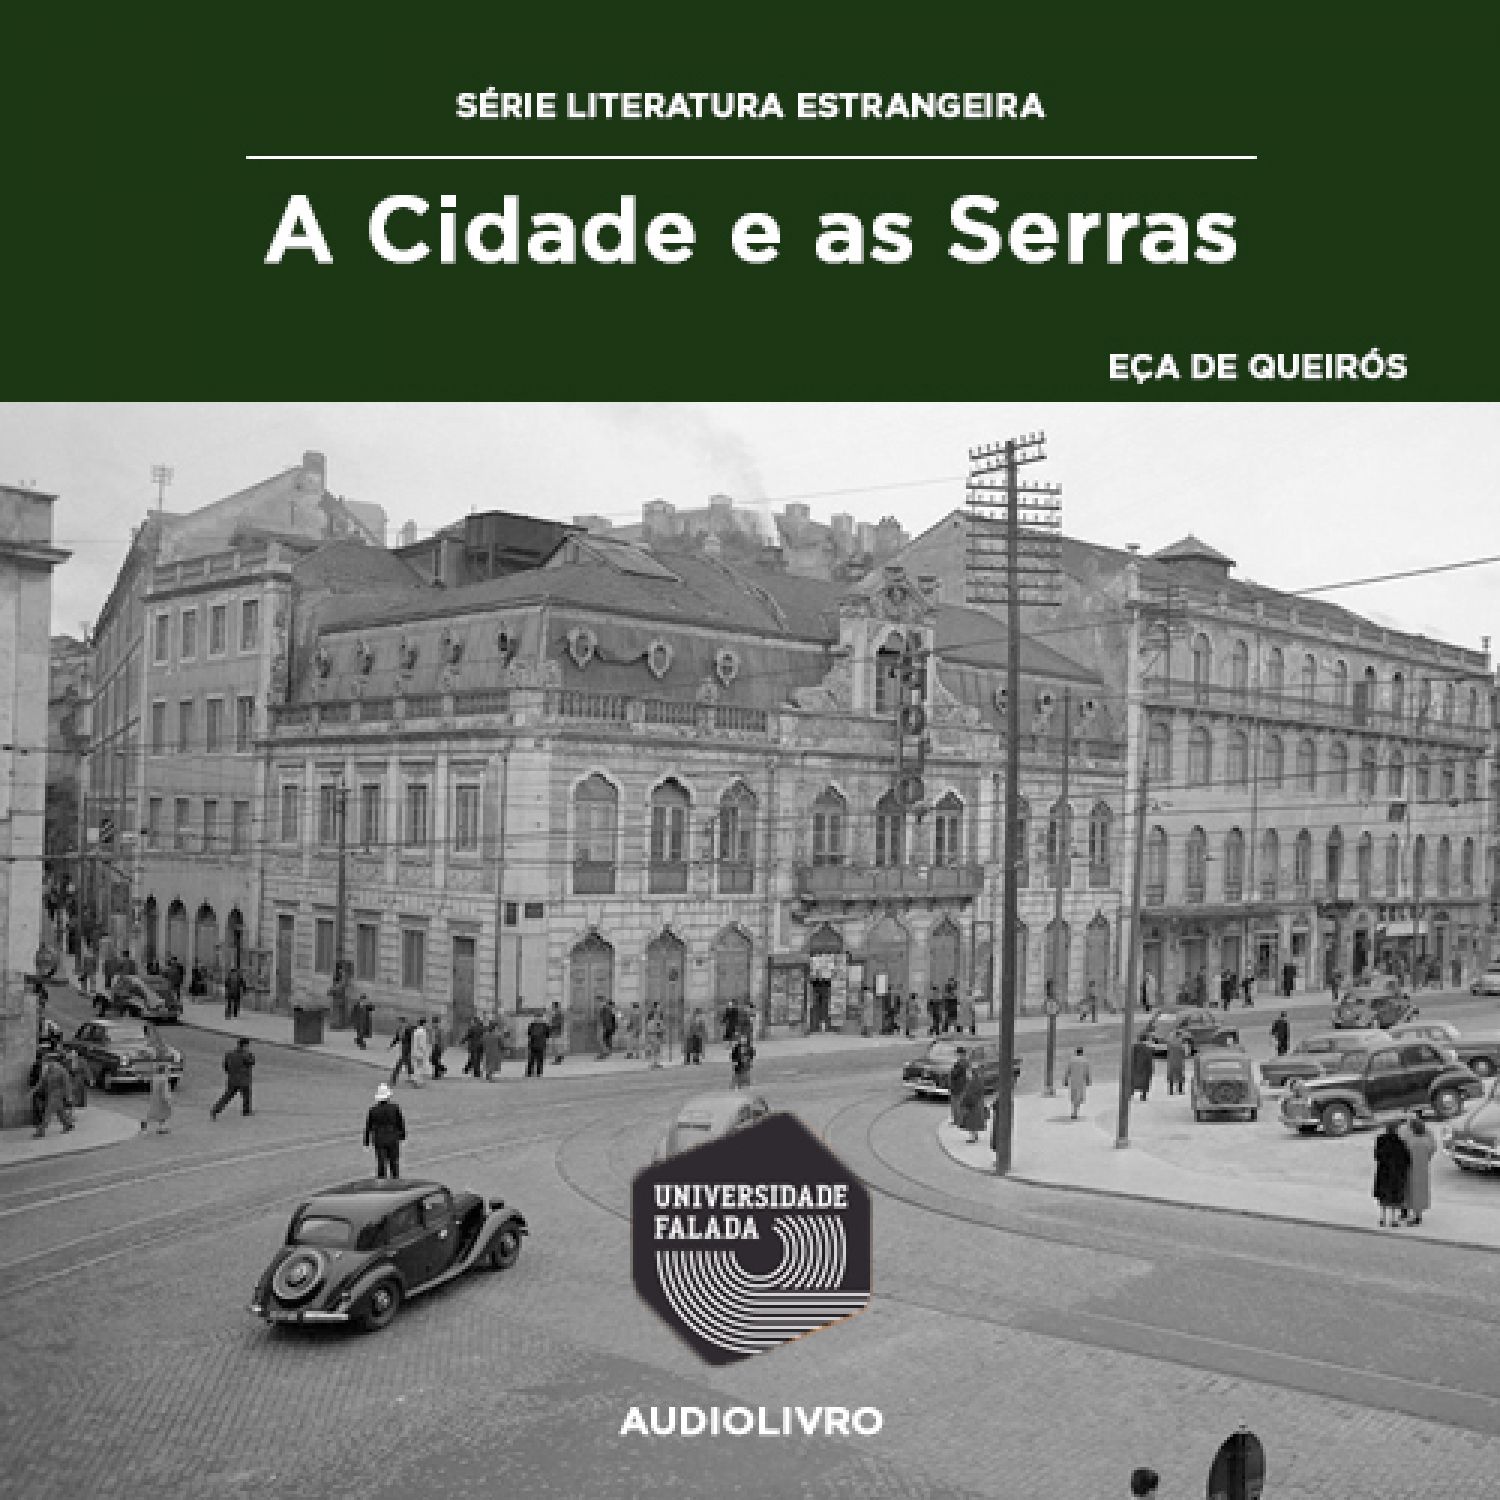 SÉRIE LITERATURA ESTRANGEIRA
A Cidade e as Serras
EÇA DE QUEIRÓS
UNIVERSIDADE
FALADA
AUDIOLIVRO